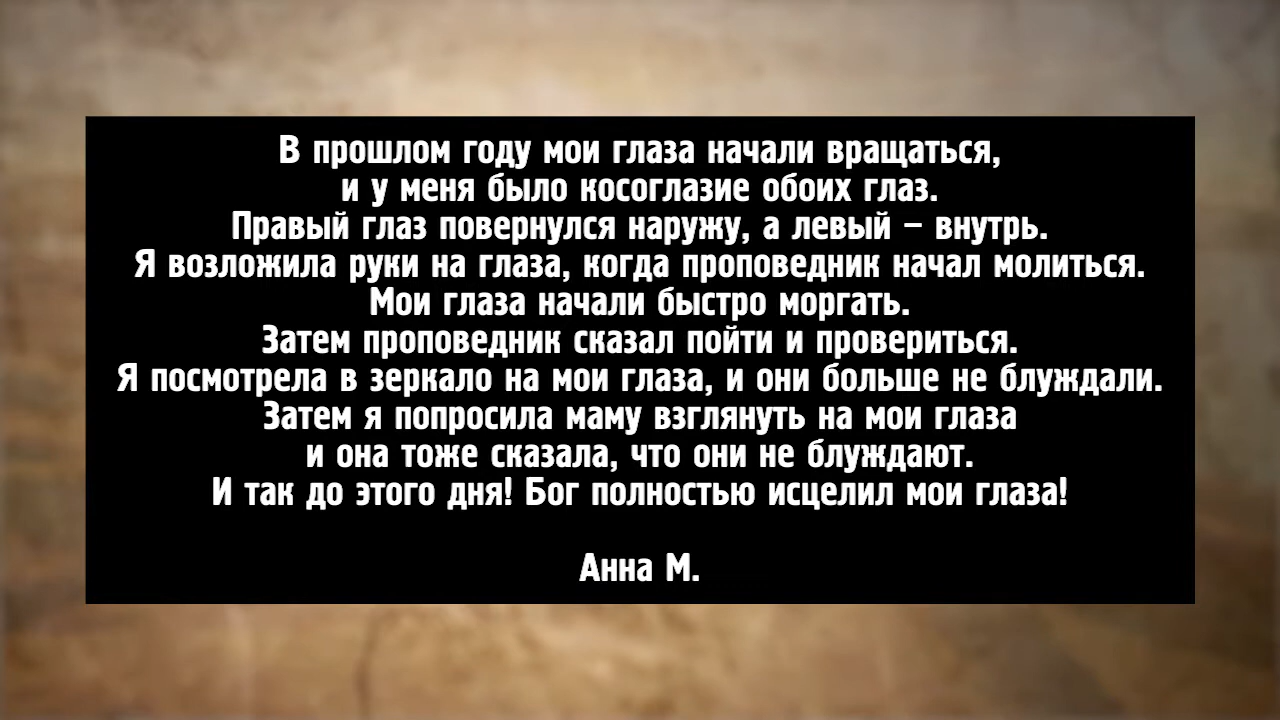 В прошлом году мои глаза начали вращаться,
и у меня было косоглазие обоих глаз.
Правый глаз повернулся наружу, а левый – внутрь.
Я возложила руки на глаза, когда проповедник начал молиться.
Мои глаза начали быстро моргать.
Затем проповедник сказал пойти и провериться.
Я посмотрела в зеркало на мои глаза, и они больше не блуждали.
Затем я попросила маму взглянуть на мои глаза
и она тоже сказала, что они не блуждают.
И так до этого дня! Бог полностью исцелил мои глаза!
Анна М.